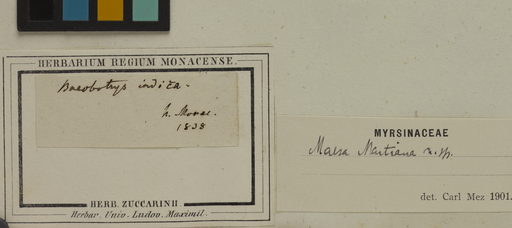 HERBARIUM REGIUM MONACENSE.
Baeobotrys indica.
h. Monac.
1838
HERB. ZUCCARINII.
Herbar. Univ. Ludov. Maximil.
MYRSINACEAE
Maesa Martiana n. sp.
det. Carl Mez 1901.